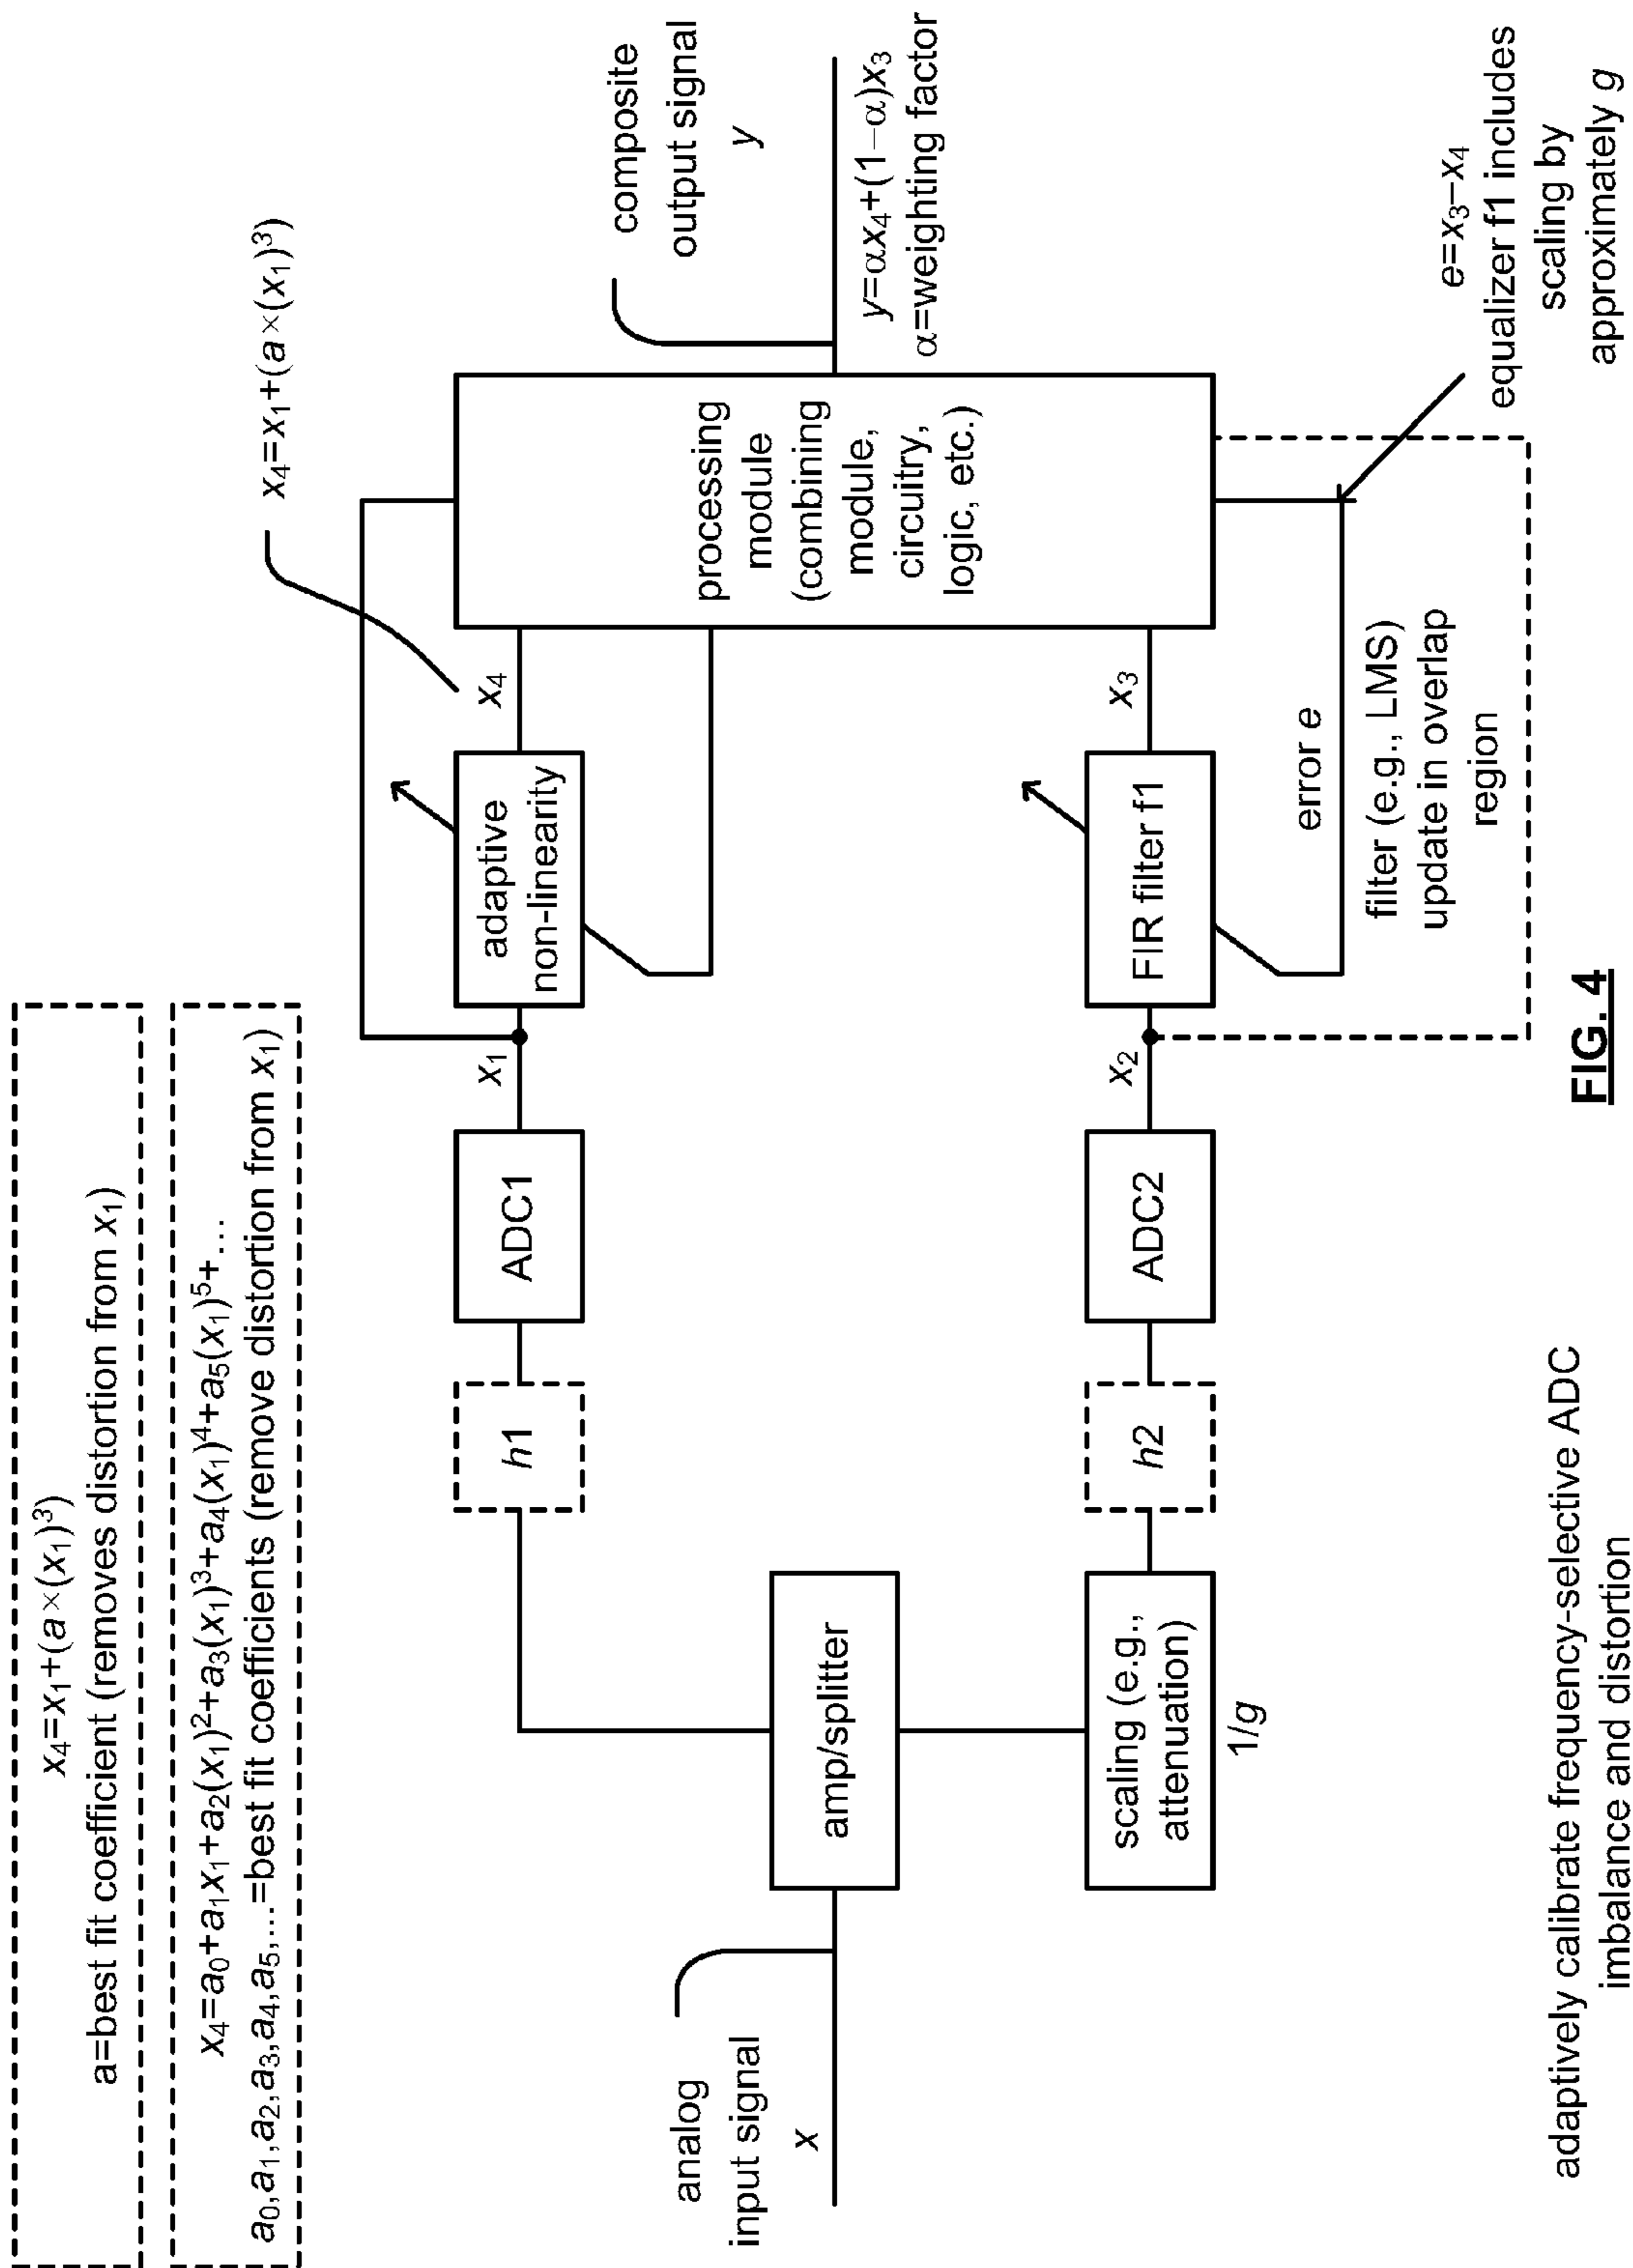 x₄=x₁+(a×(x₁)³)
a=best fit coefficient (removes distortion from x₁)
x₄=a₀+a₁x₁+a₂(x₁)²+a₃(x₁)³+a₄(x₁)⁴+a₅(x₁)⁵+...
a₀,a₁,a₂,a₃,a₄,a₅,...=best fit coefficients (remove distortion from x₁)
x₄=x₁+(a×(x₁)³)
analog
input signal
x
amp/splitter
scaling (e.g.,
attenuation)
1/g
h1
h2
ADC1
ADC2
x₁
x₂
adaptive
non-linearity
FIR filter f1
x₄
x₃
error e
filter (e.g., LMS)
update in overlap
region
processing
module
(combining
module,
circuitry,
logic, etc.)
composite
output signal
y
y=αx₄+(1−α)x₃
α=weighting factor
e=x₃−x₄
equalizer f1 includes
scaling by
approximately g
adaptively calibrate frequency-selective ADC
imbalance and distortion
FIG. 4